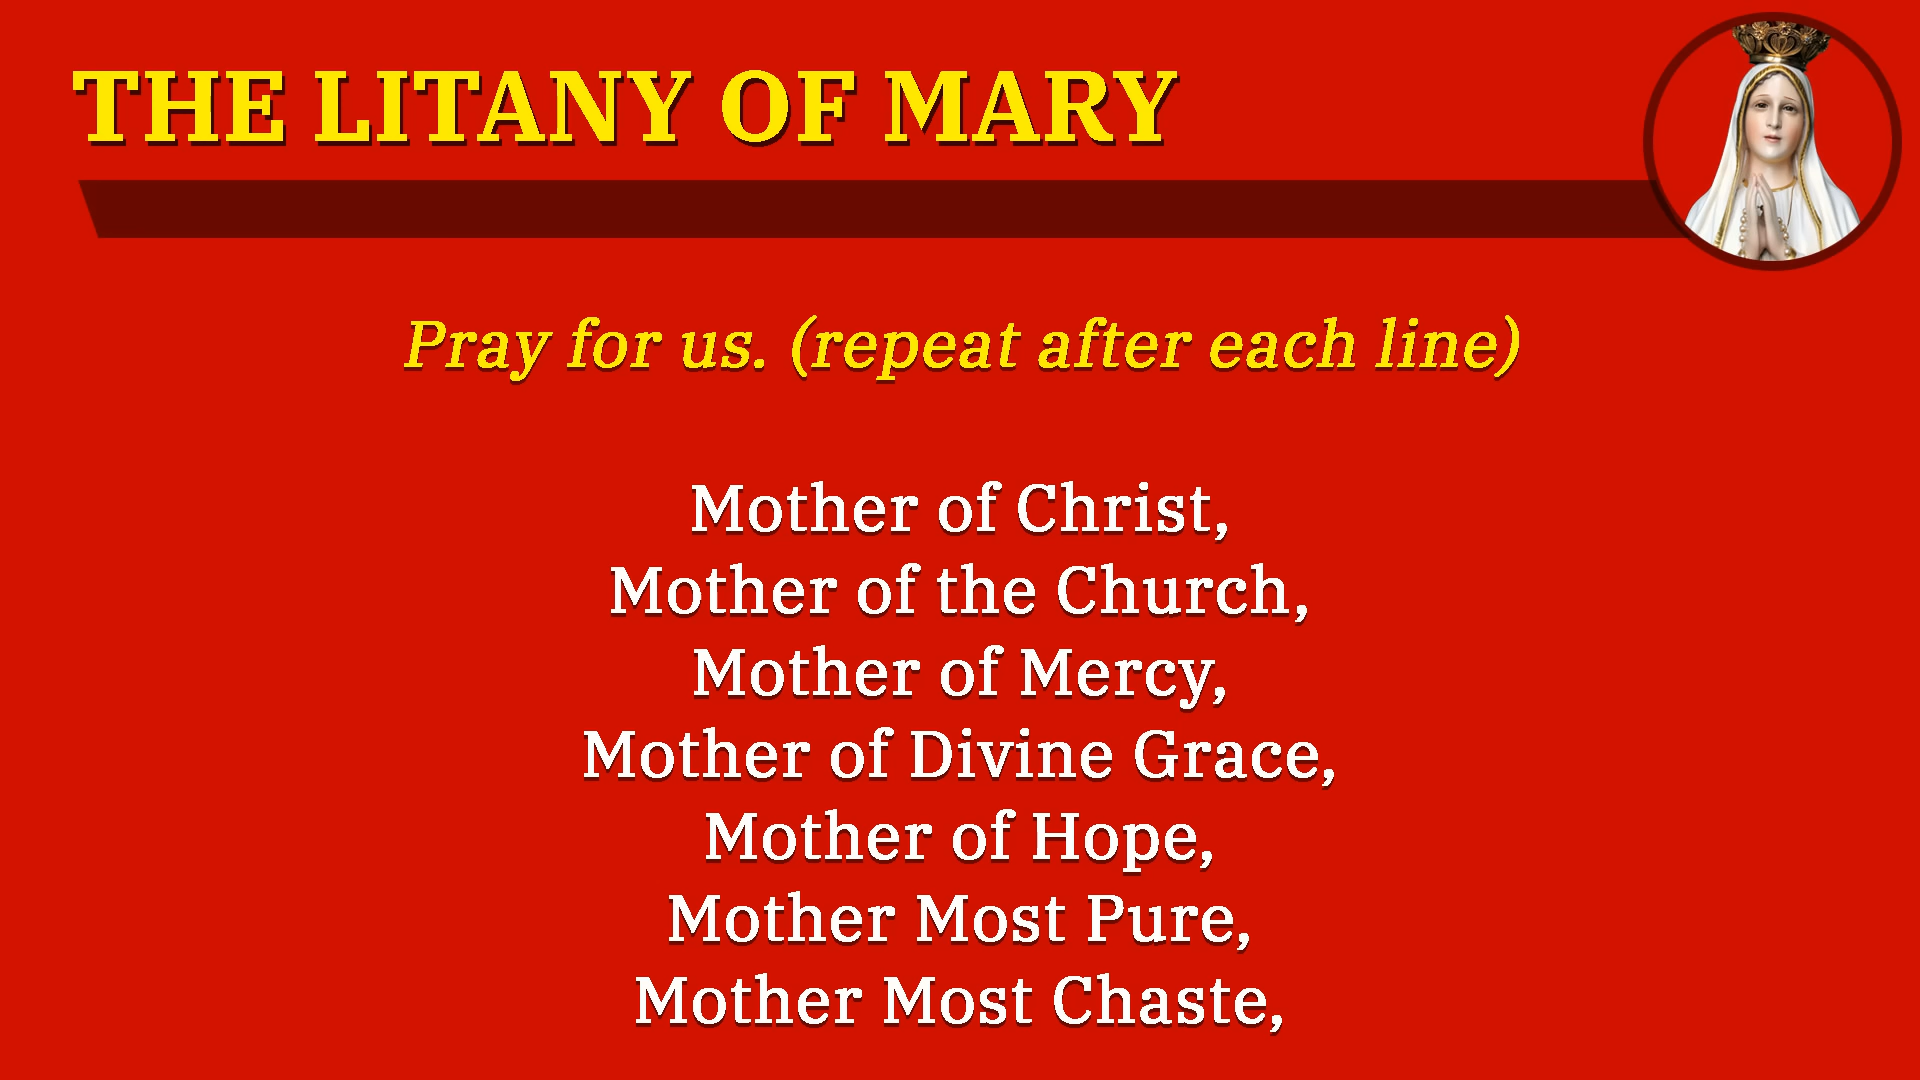 THE LITANY OF MARY
Pray for us. (repeat after each line)
Mother of Christ,
Mother of the Church,
Mother of Mercy,
Mother of Divine Grace,
Mother of Hope,
Mother Most Pure,
Mother Most Chaste,